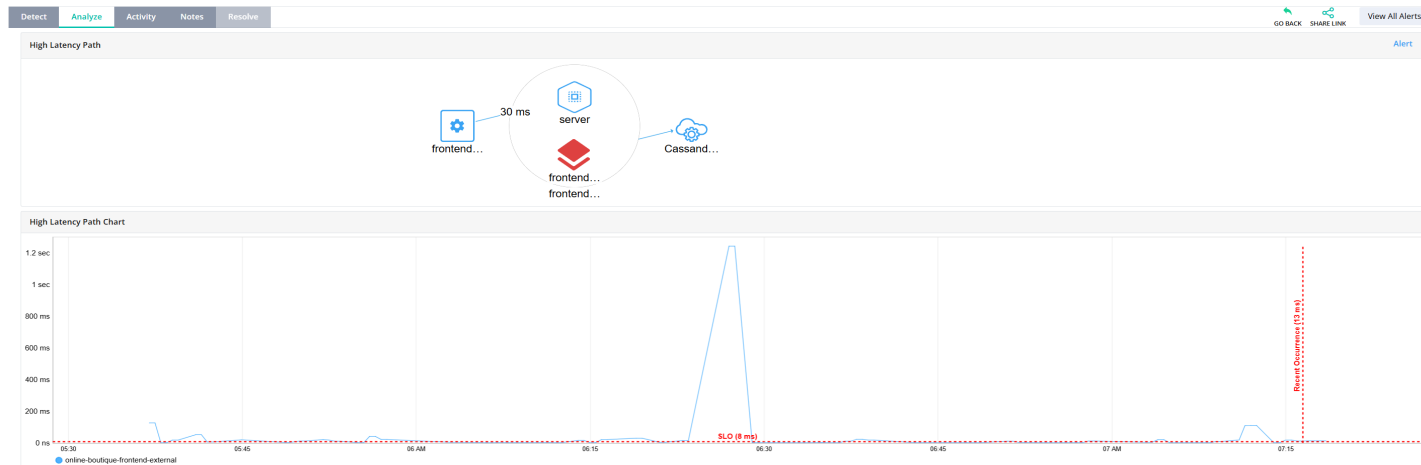 Detect Analyze Activity Notes Resolve
GO BACK SHARE LINK View All Alerts
High Latency Path Alert
30 ms
server
frontend… Cassand…
frontend…
frontend…
High Latency Path Chart
1.2 sec
1 sec
800 ms
600 ms
400 ms
200 ms
0 ns
Recent Occurrence (13 ms)
SLO (8 ms)
05:30 05:45 06 AM 06:15 06:30 06:45 07 AM 07:15
online-boutique-frontend-external